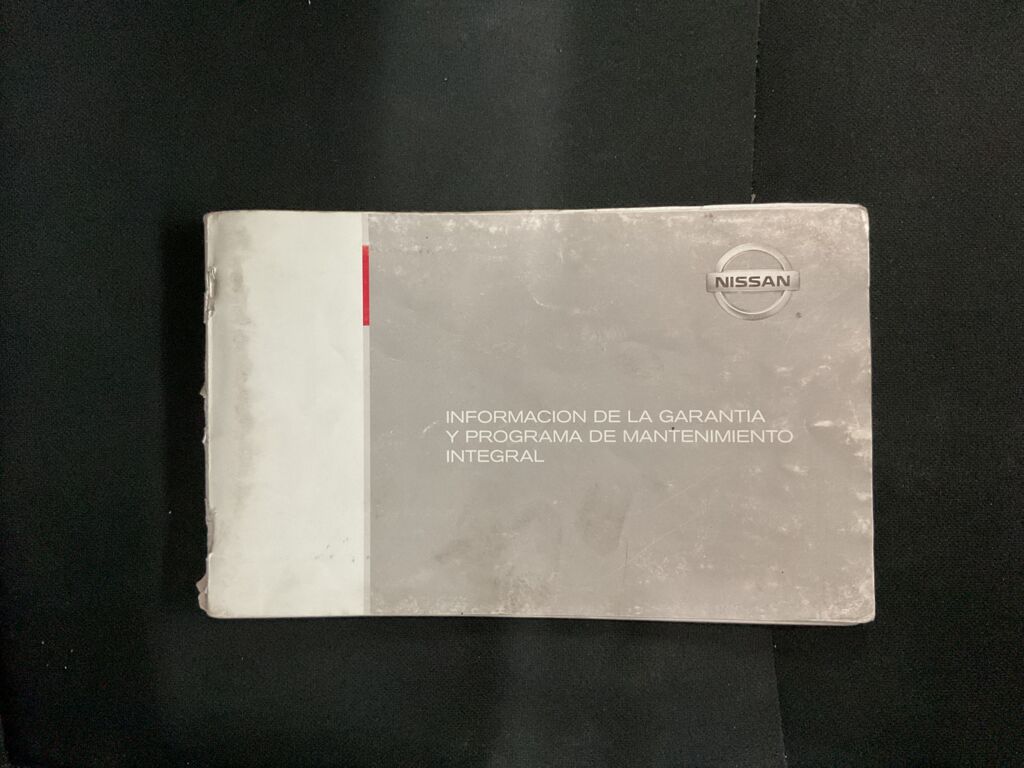 NISSAN
INFORMACION DE LA GARANTIA
Y PROGRAMA DE MANTENIMIENTO
INTEGRAL